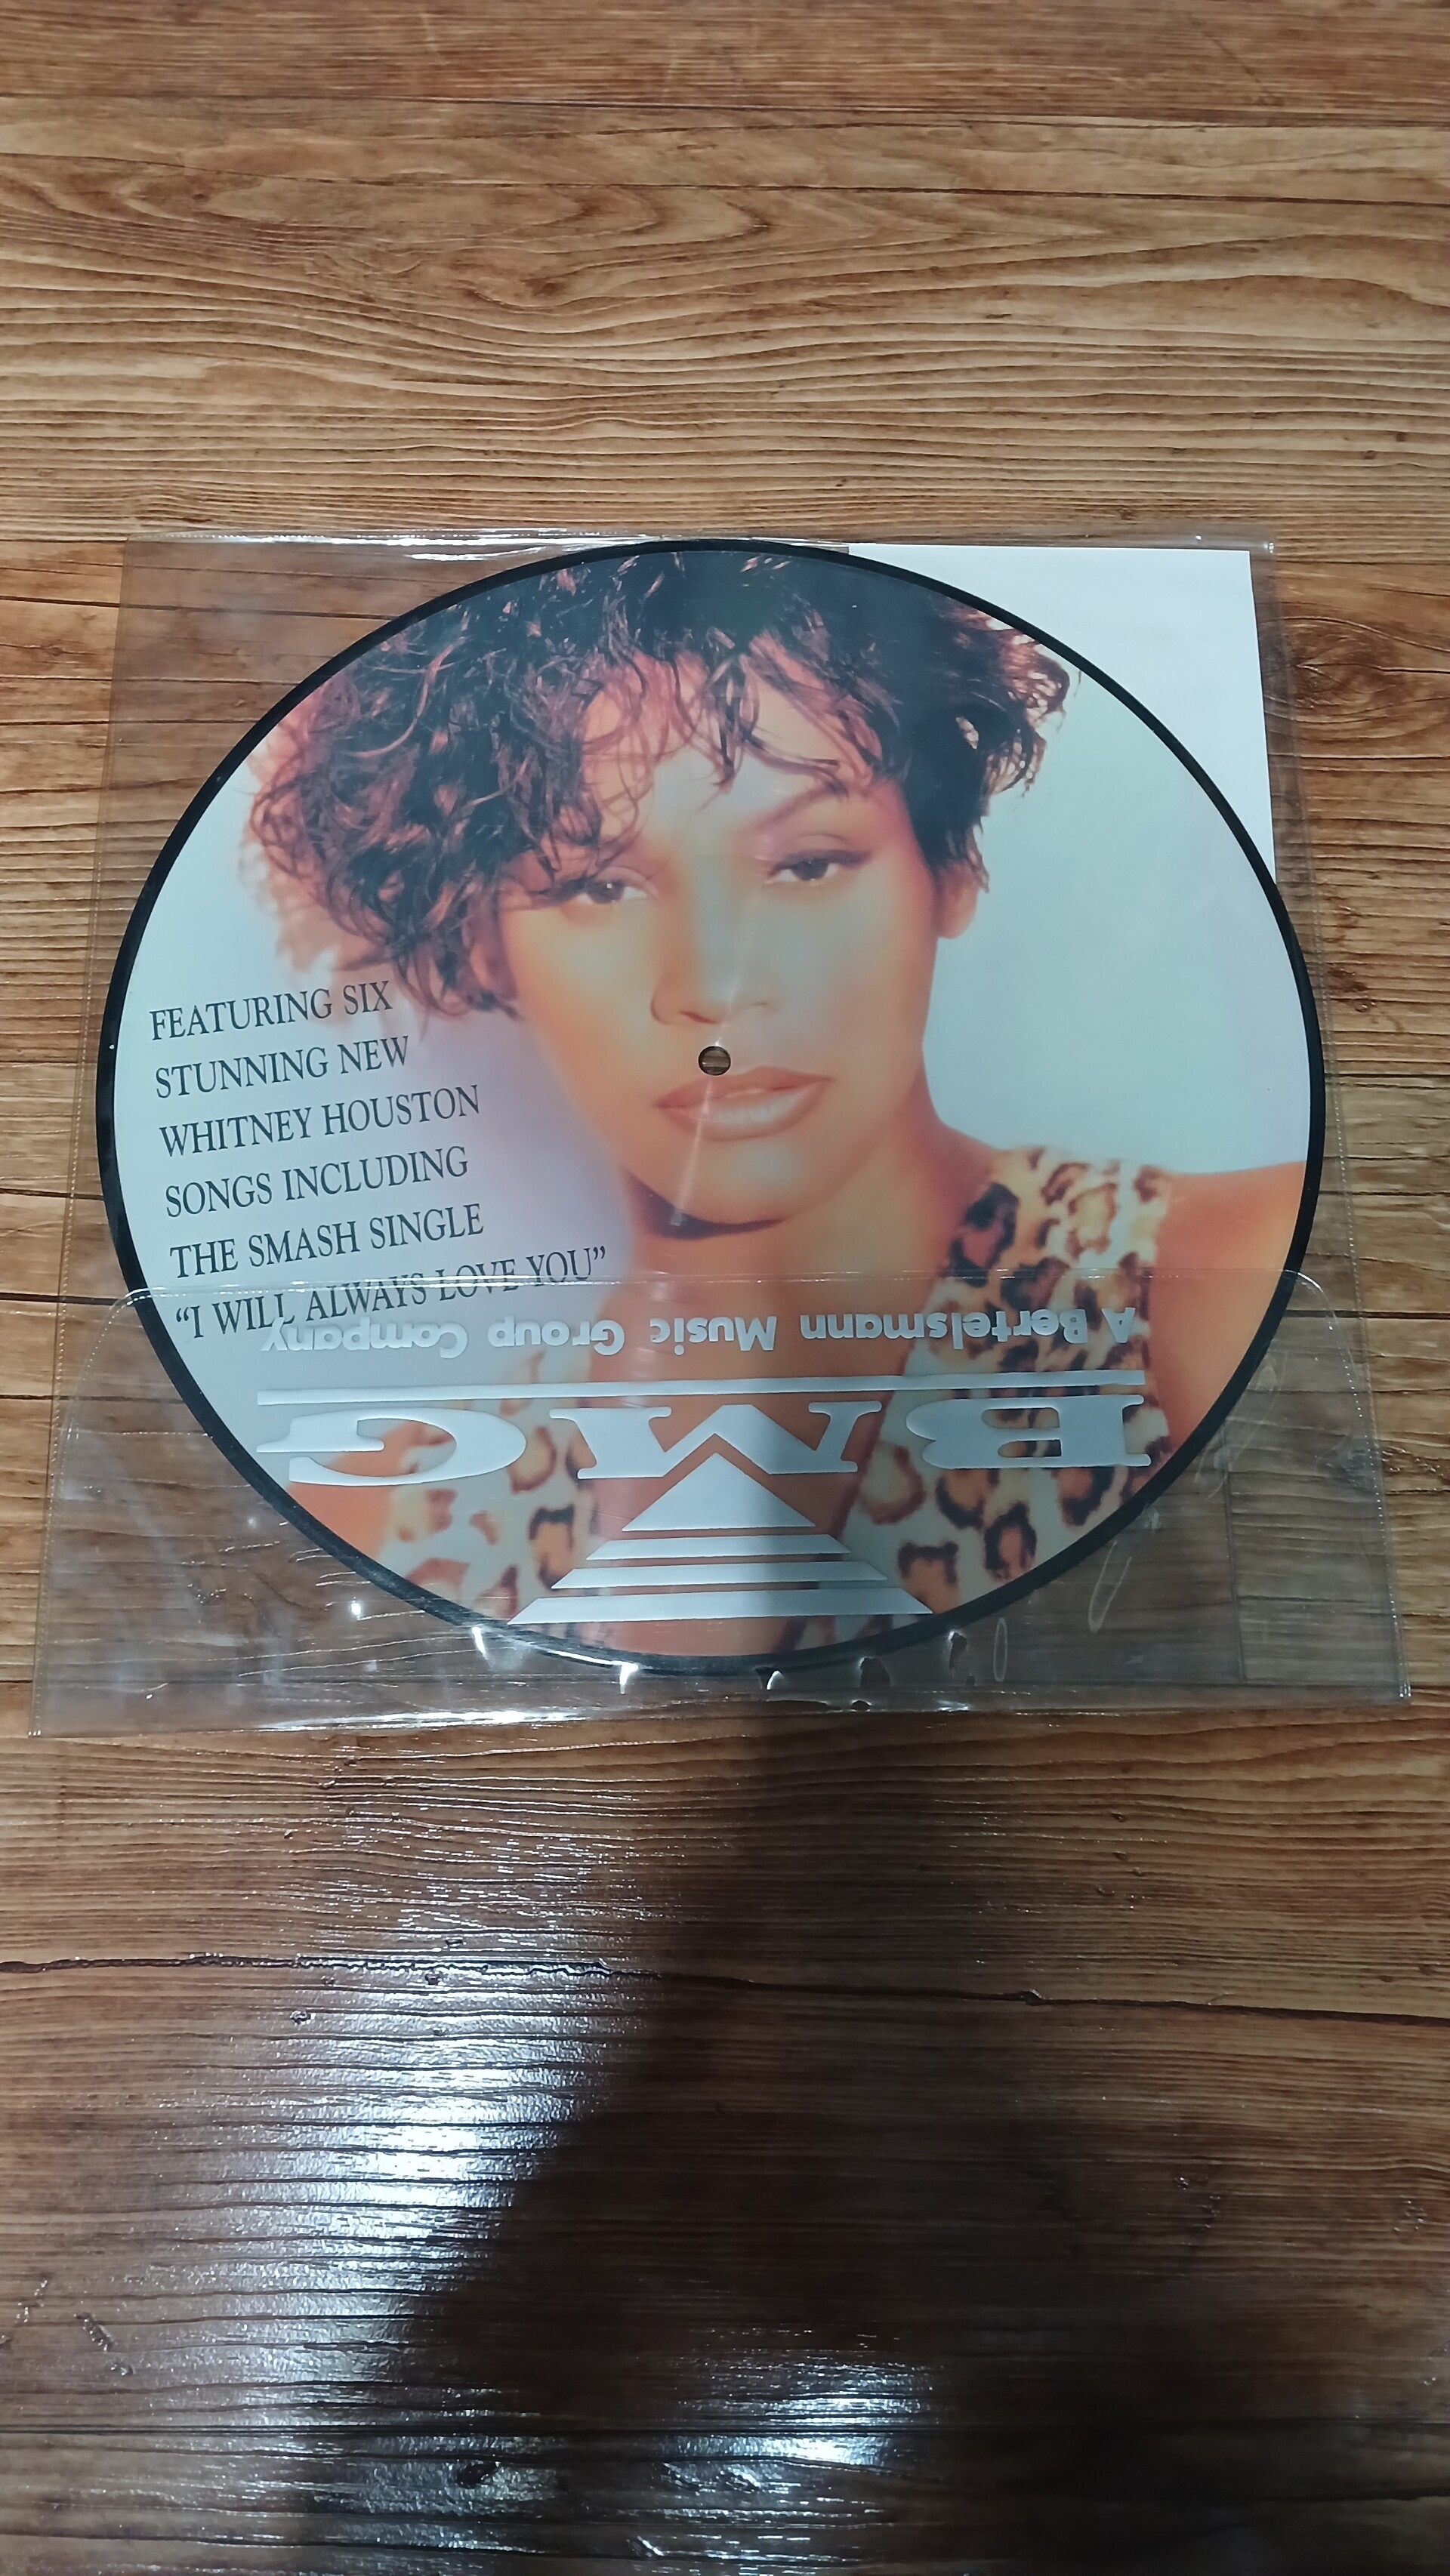 FEATURING SIX
STUNNING NEW
WHITNEY HOUSTON
SONGS INCLUDING
THE SMASH SINGLE
“I WILL ALWAYS LOVE YOU”
A Bertelsmann Music Group Company
BMG